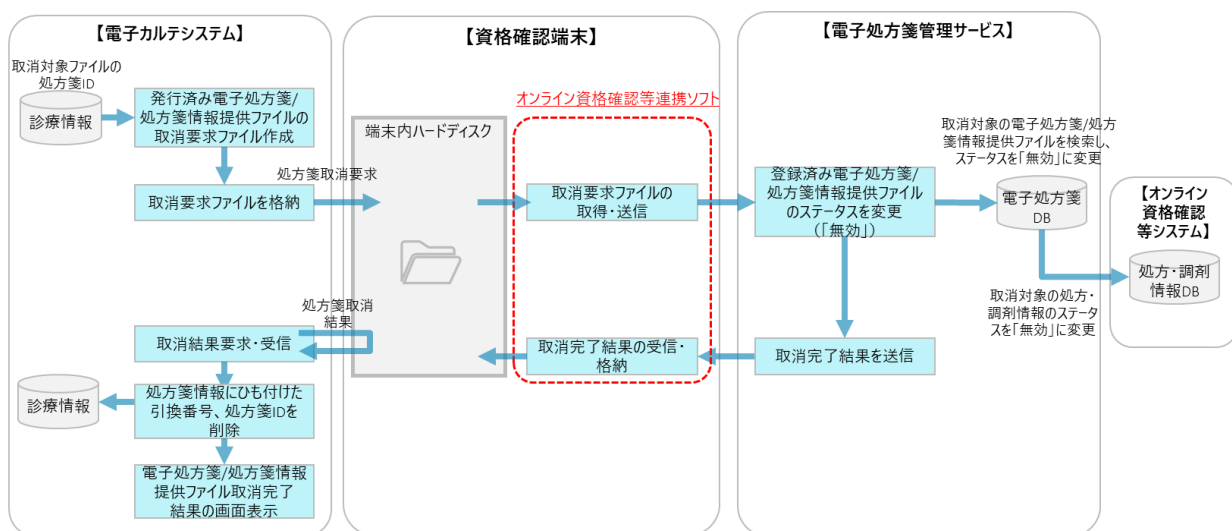 【電子カルテシステム】
取消対象ファイルの
処方箋ID
診療情報
発行済み電子処方箋/
処方箋情報提供ファイルの
取消要求ファイル作成
取消要求ファイルを格納
処方箋取消要求
処方箋取消
結果
取消結果要求・受信
処方箋情報にひも付けた
引換番号、処方箋IDを
削除
診療情報
電子処方箋/処方箋情報
提供ファイル取消完了
結果の画面表示
【資格確認端末】
オンライン資格確認等連携ソフト
端末内ハードディスク
取消要求ファイルの
取得・送信
取消完了結果の受信・
格納
【電子処方箋管理サービス】
登録済み電子処方箋/
処方箋情報提供ファイル
のステータスを変更
(「無効」)
取消対象の電子処方箋/処方
箋情報提供ファイルを検索し、
ステータスを「無効」に変更
電子処方箋
DB
取消対象の処方・
調剤情報のステータ
スを「無効」に変更
取消完了結果を送信
【オンライン
資格確認
等システム】
処方・調剤
情報DB